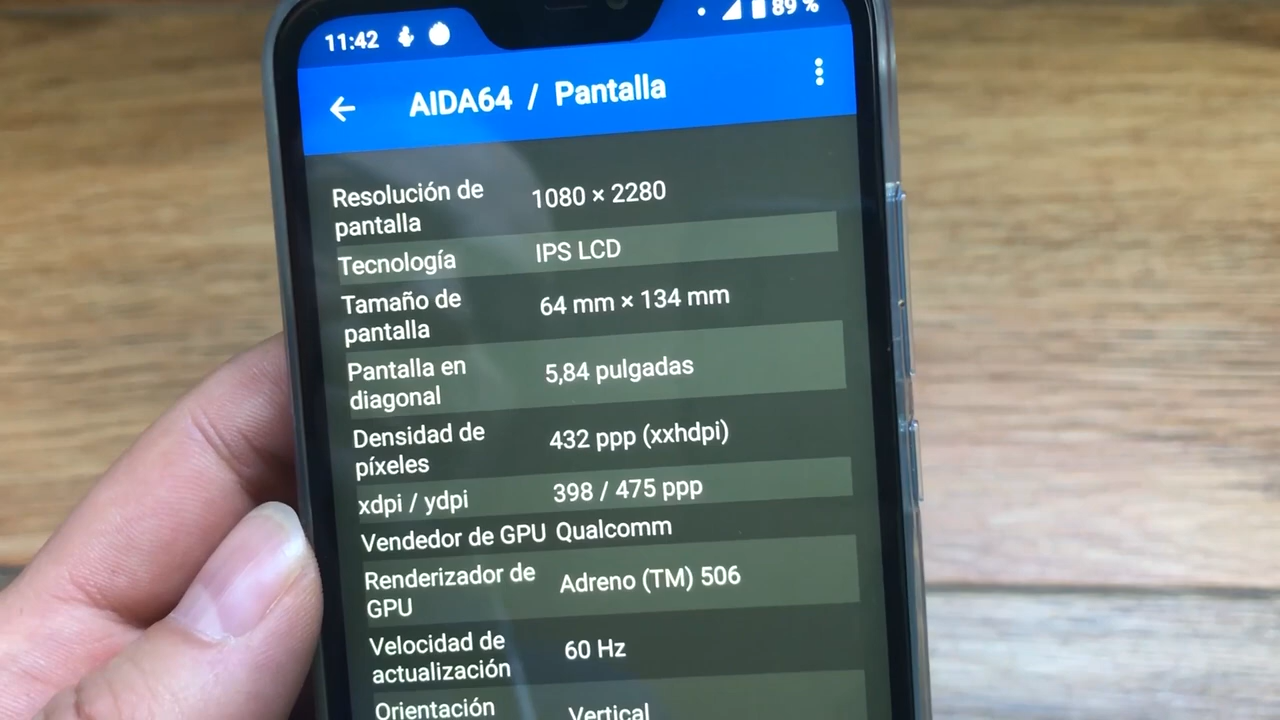 11:42 89 %
AIDA64 / Pantalla
Resolución de
pantalla
1080 × 2280
Tecnología
IPS LCD
Tamaño de
pantalla
64 mm × 134 mm
Pantalla en
diagonal
5,84 pulgadas
Densidad de
píxeles
432 ppp (xxhdpi)
xdpi / ydpi
398 / 475 ppp
Vendedor de GPU
Qualcomm
Renderizador de
GPU
Adreno (TM) 506
Velocidad de
actualización
60 Hz
Orientación
Vertical